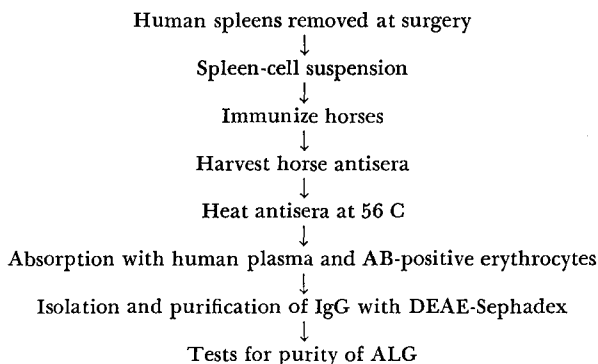 Human spleens removed at surgery
↓
Spleen-cell suspension
↓
Immunize horses
↓
Harvest horse antisera
↓
Heat antisera at 56 C
↓
Absorption with human plasma and AB-positive erythrocytes
↓
Isolation and purification of IgG with DEAE-Sephadex
↓
Tests for purity of ALG